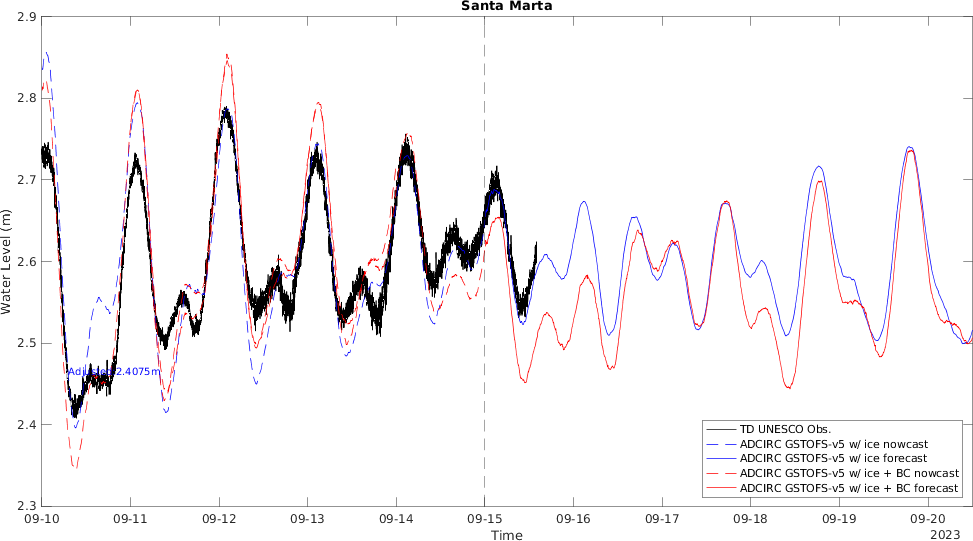 Santa Marta
2.9
2.8
2.7
2.6
2.5
2.4
2.3
Water Level (m)
Adjusted 2.4075m
09-10
09-11
09-12
09-13
09-14
09-15
09-16
09-17
09-18
09-19
09-20
Time
2023
TD UNESCO Obs.
ADCIRC GSTOFS-v5 w/ ice nowcast
ADCIRC GSTOFS-v5 w/ ice forecast
ADCIRC GSTOFS-v5 w/ ice + BC nowcast
ADCIRC GSTOFS-v5 w/ ice + BC forecast